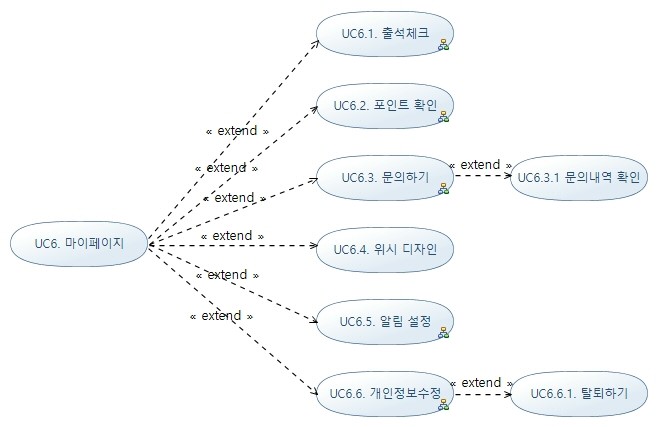 UC6.1. 출석체크
« extend »
UC6.2. 포인트 확인
« extend »
UC6.3. 문의하기
« extend »
UC6.3.1 문의내역 확인
« extend »
UC6. 마이페이지
« extend »
UC6.4. 위시 디자인
« extend »
UC6.5. 알림 설정
« extend »
UC6.6. 개인정보수정
« extend »
UC6.6.1. 탈퇴하기